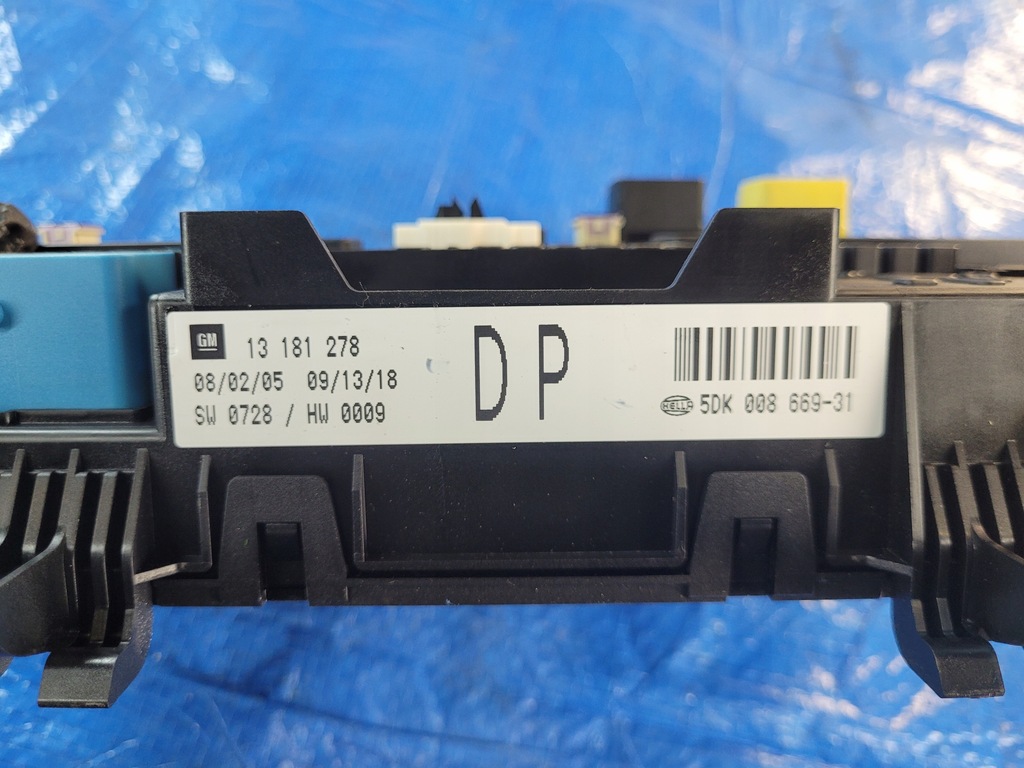 GM 13 181 278
08/02/05 09/13/18
SW 0728 / HW 0009
DP
HELLA 5DK 008 669-31